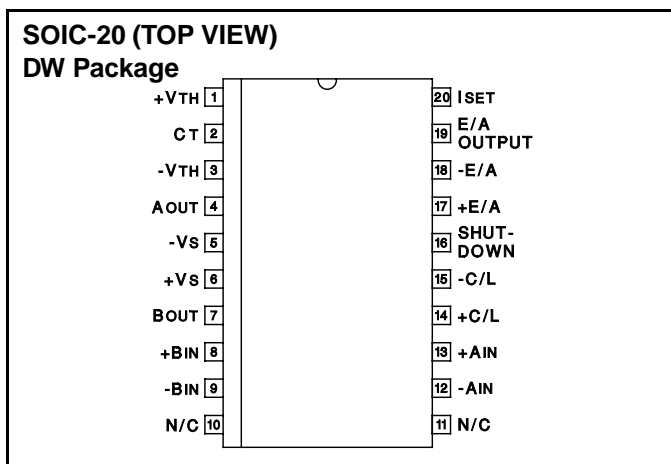 SOIC-20 (TOP VIEW)
DW Package
+VTH 1
CT 2
-VTH 3
AOUT 4
-VS 5
+VS 6
BOUT 7
+BIN 8
-BIN 9
N/C 10
20 ISET
19 E/A
OUTPUT
18 -E/A
17 +E/A
16 SHUT-
DOWN
15 -C/L
14 +C/L
13 +AIN
12 -AIN
11 N/C